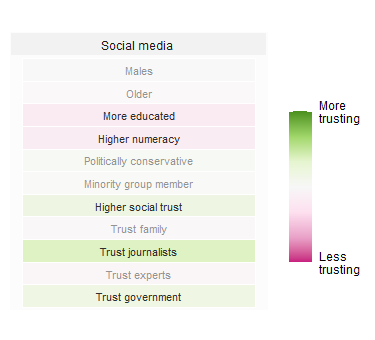 Social media
Males
Older
More educated
Higher numeracy
Politically conservative
Minority group member
Higher social trust
Trust family
Trust journalists
Trust experts
Trust government
More
trusting
Less
trusting